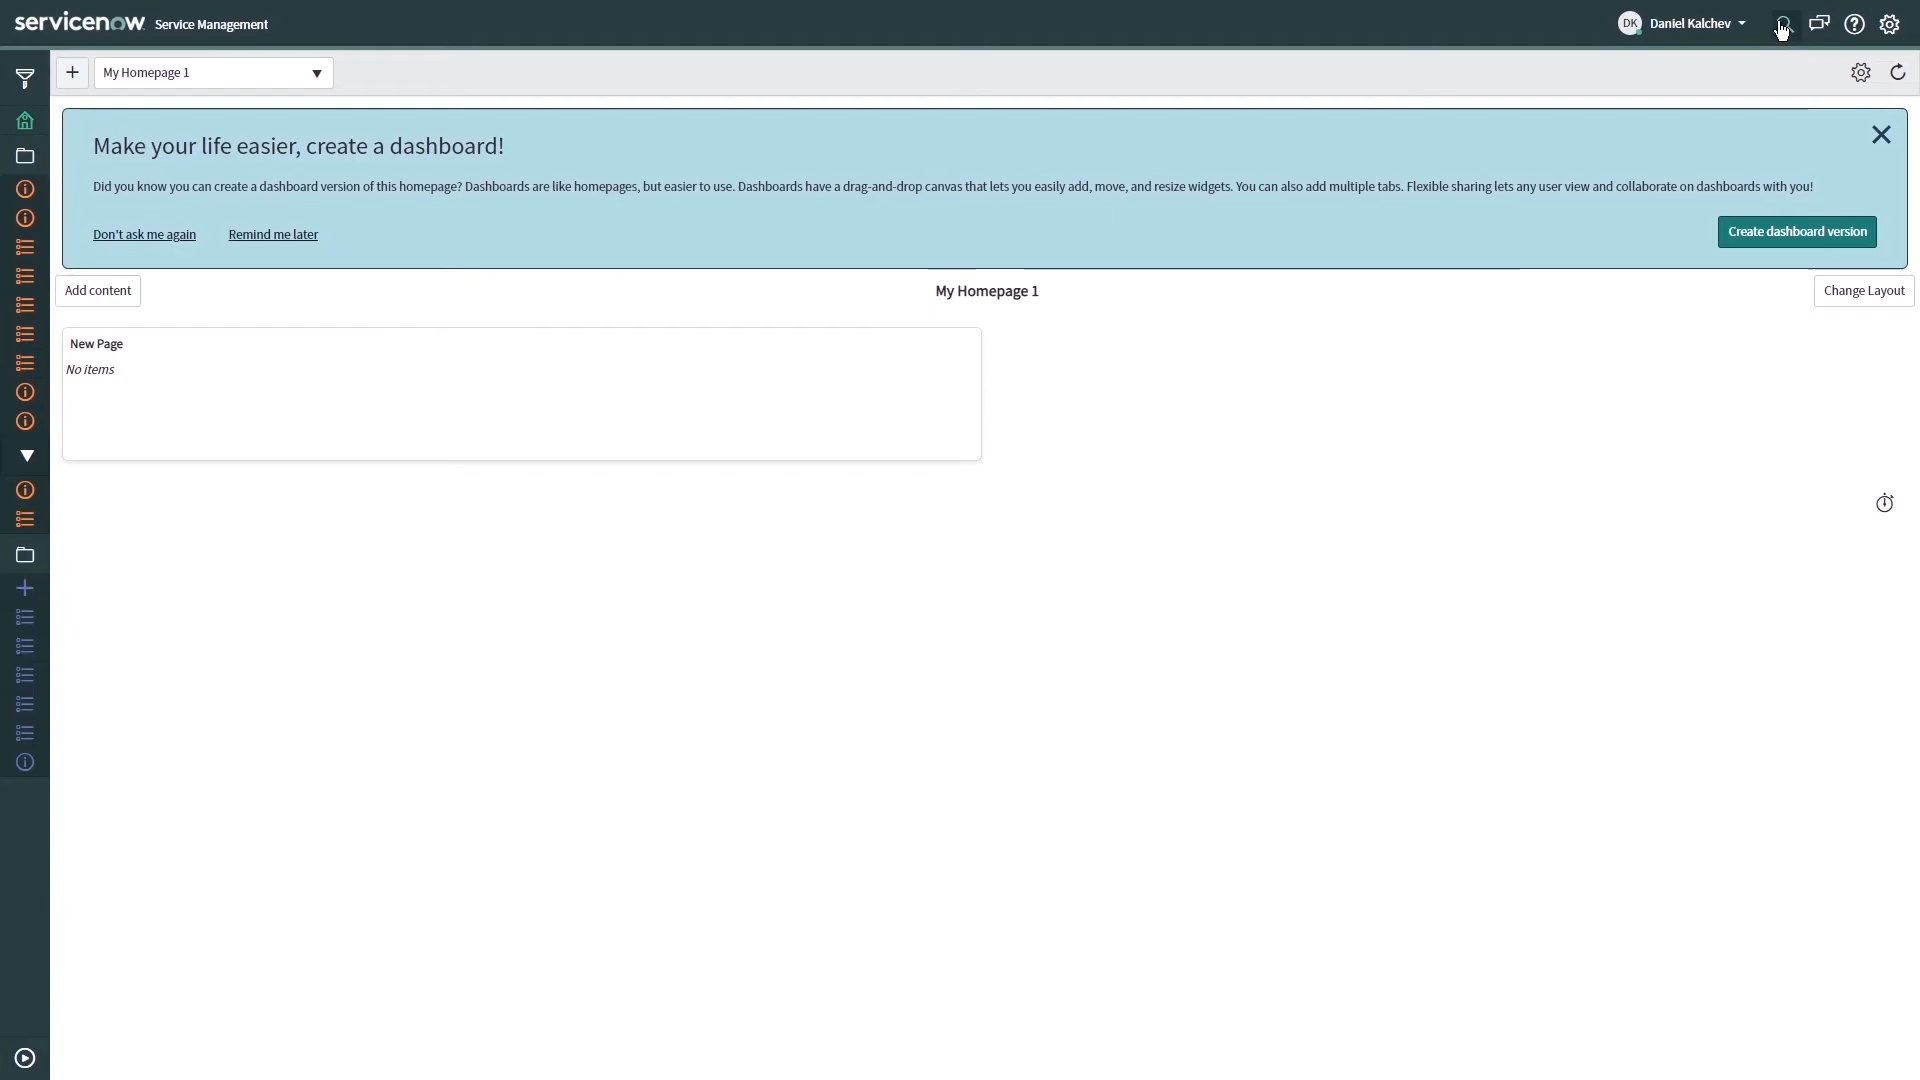 servicenow Service Management
DK Daniel Kalchev
My Homepage 1
Make your life easier, create a dashboard!
Did you know you can create a dashboard version of this homepage? Dashboards are like homepages, but easier to use. Dashboards have a drag-and-drop canvas that lets you easily add, move, and resize widgets. You can also add multiple tabs. Flexible sharing lets any user view and collaborate on dashboards with you!
Don't ask me again
Remind me later
Create dashboard version
Add content
My Homepage 1
Change Layout
New Page
No items